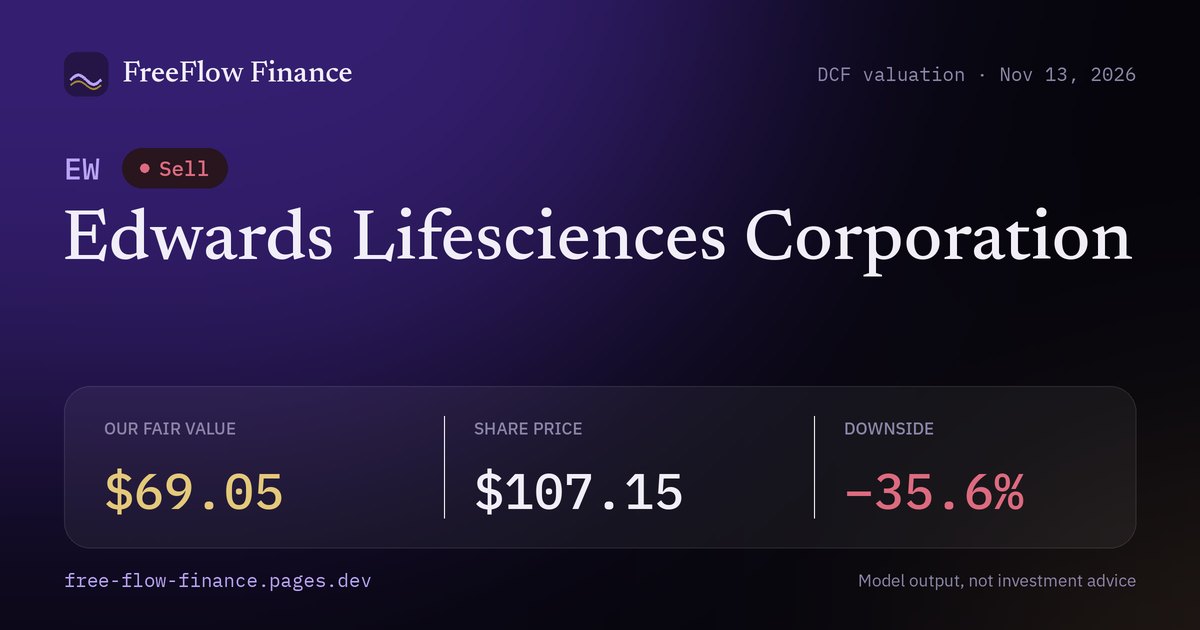 FreeFlow Finance
DCF valuation · Nov 13, 2026
EW
Sell
Edwards Lifesciences Corporation
OUR FAIR VALUE
$69.05
SHARE PRICE
$107.15
DOWNSIDE
−35.6%
free-flow-finance.pages.dev
Model output, not investment advice